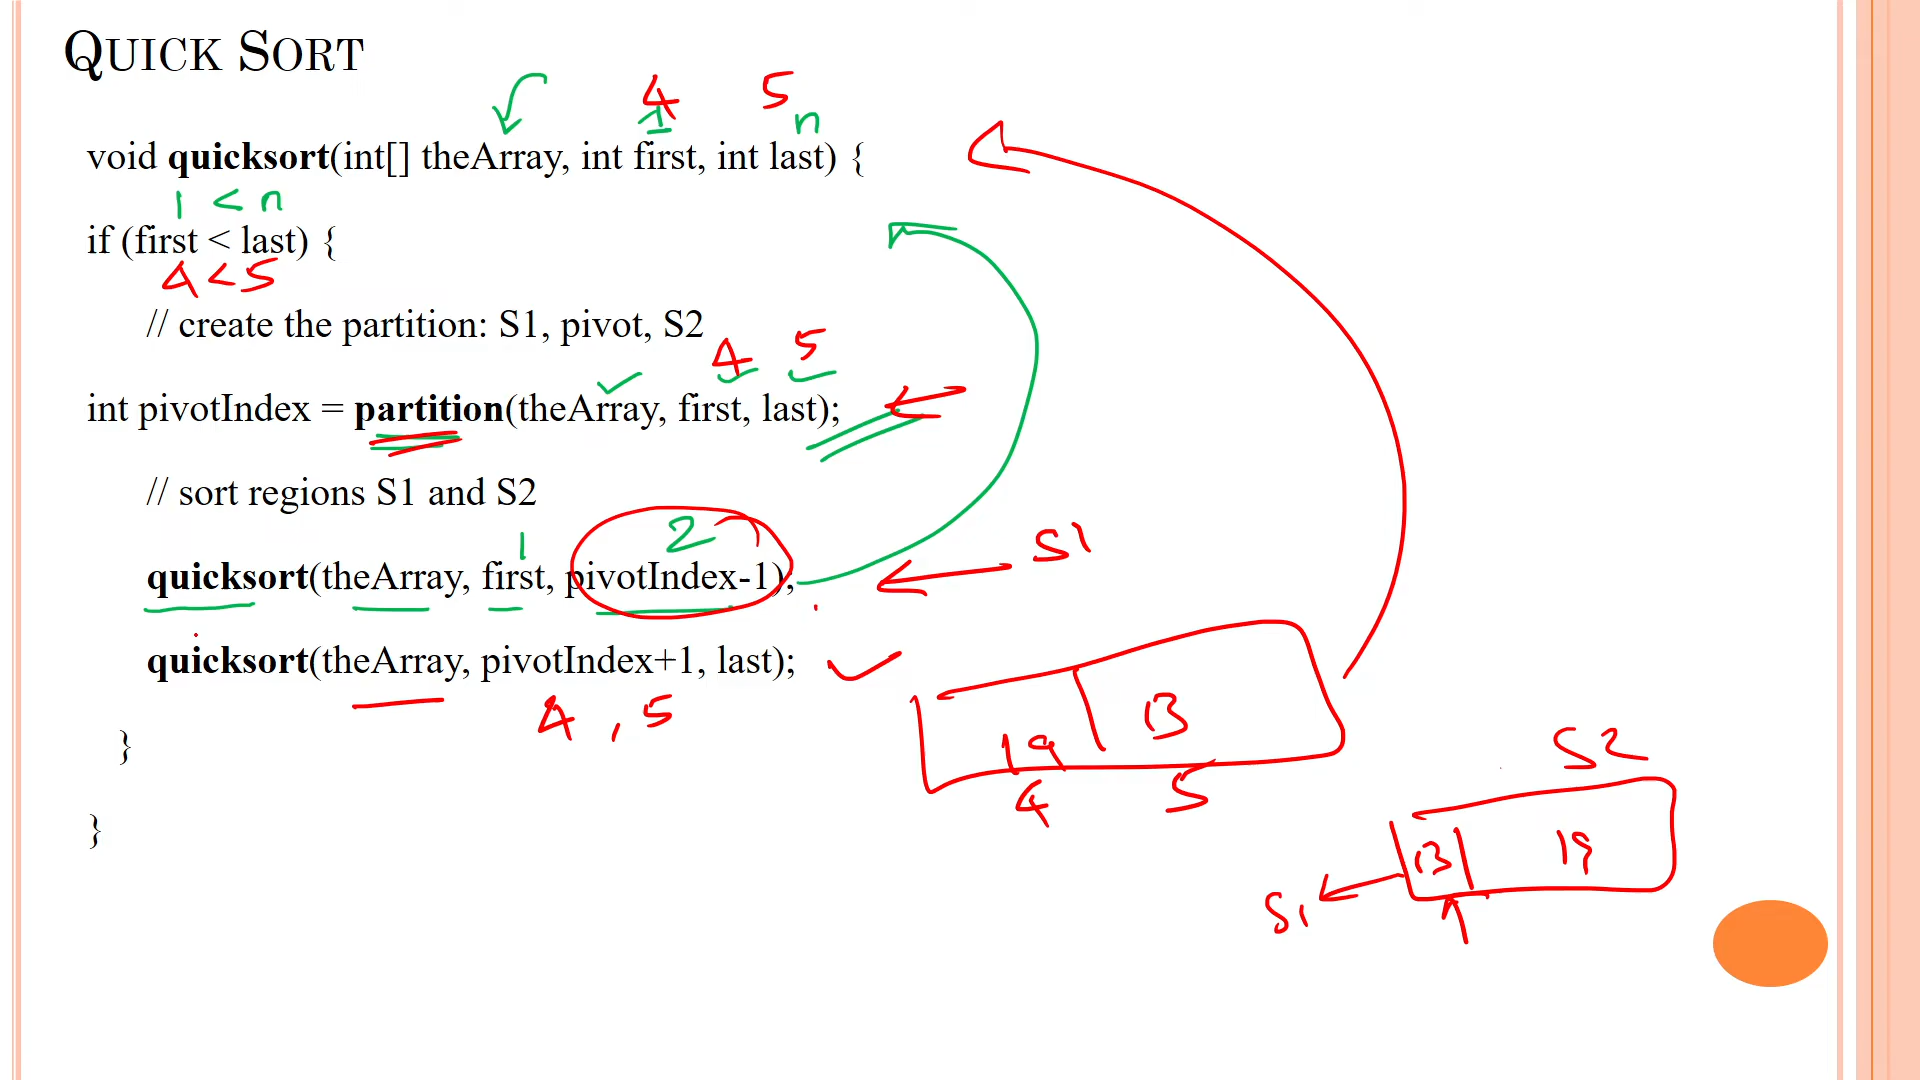 QUICK SORT
4 5
1 n
void quicksort(int[] theArray, int first, int last) {
1 < n
if (first < last) {
4 < 5
// create the partition: S1, pivot, S2
4 5
int pivotIndex = partition(theArray, first, last);
// sort regions S1 and S2
1 2
S1
quicksort(theArray, first, pivotIndex-1);
quicksort(theArray, pivotIndex+1, last);
4 , 5
19 13
4 5
}
S2
13 19
S1
}